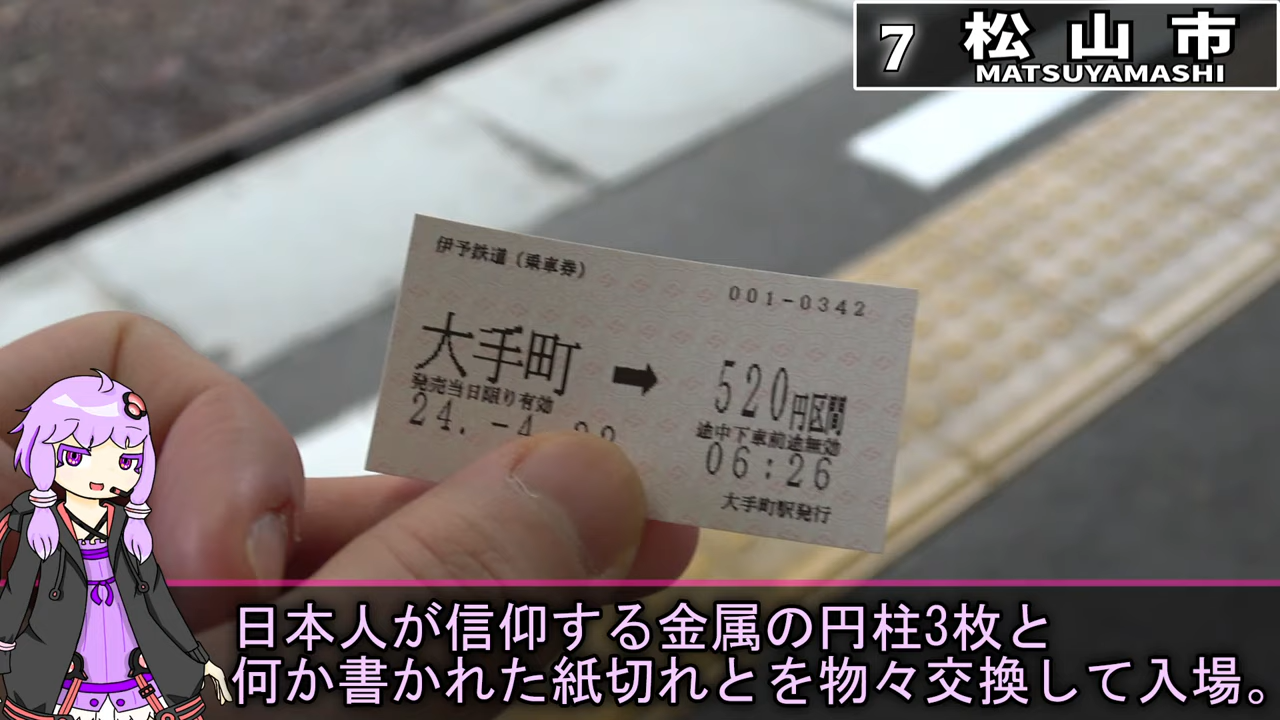 7 松山市
MATSUYAMASHI
伊予鉄道（乗車券）
001-0342
大手町 ➡ 520円区間
発売当日限り有効
途中下車前途無効
24.-4.
06:26
大手町駅発行
日本人が信仰する金属の円柱3枚と
何か書かれた紙切れとを物々交換して入場。